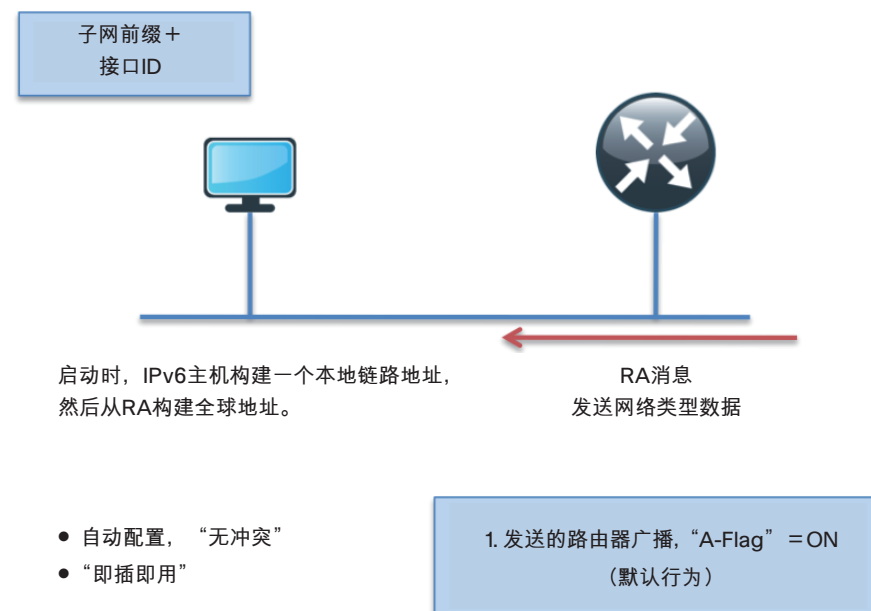 子网前缀＋
接口ID
启动时，IPv6主机构建一个本地链路地址，
然后从RA构建全球地址。
RA消息
发送网络类型数据
● 自动配置，“无冲突”
● “即插即用”
1. 发送的路由器广播，“A-Flag”＝ON
（默认行为）